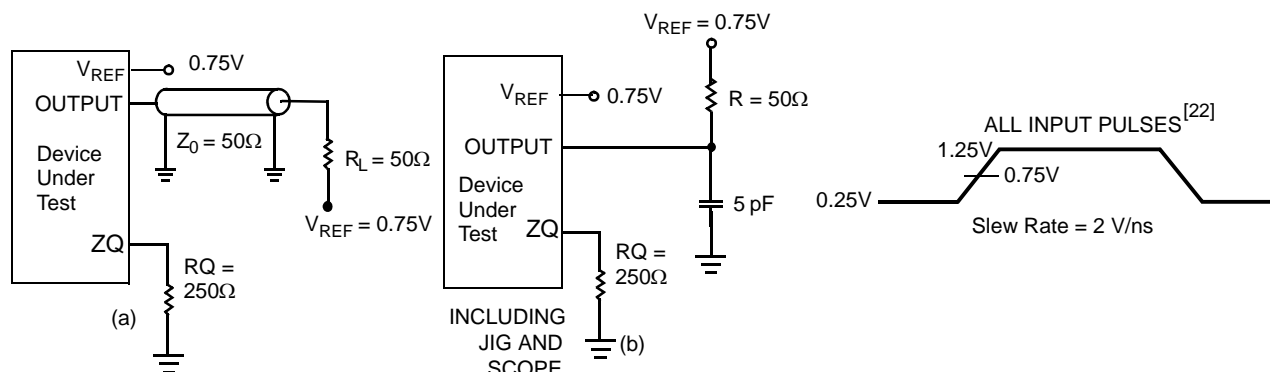 V_REF
0.75V
OUTPUT
Z_0 = 50Ω
Device
Under
Test
R_L = 50Ω
V_REF = 0.75V
ZQ
RQ =
250Ω
(a)
V_REF = 0.75V
V_REF
0.75V
R = 50Ω
OUTPUT
Device
Under
Test
5 pF
ZQ
RQ =
250Ω
INCLUDING
JIG AND
SCOPE
(b)
ALL INPUT PULSES[22]
1.25V
0.75V
0.25V
Slew Rate = 2 V/ns